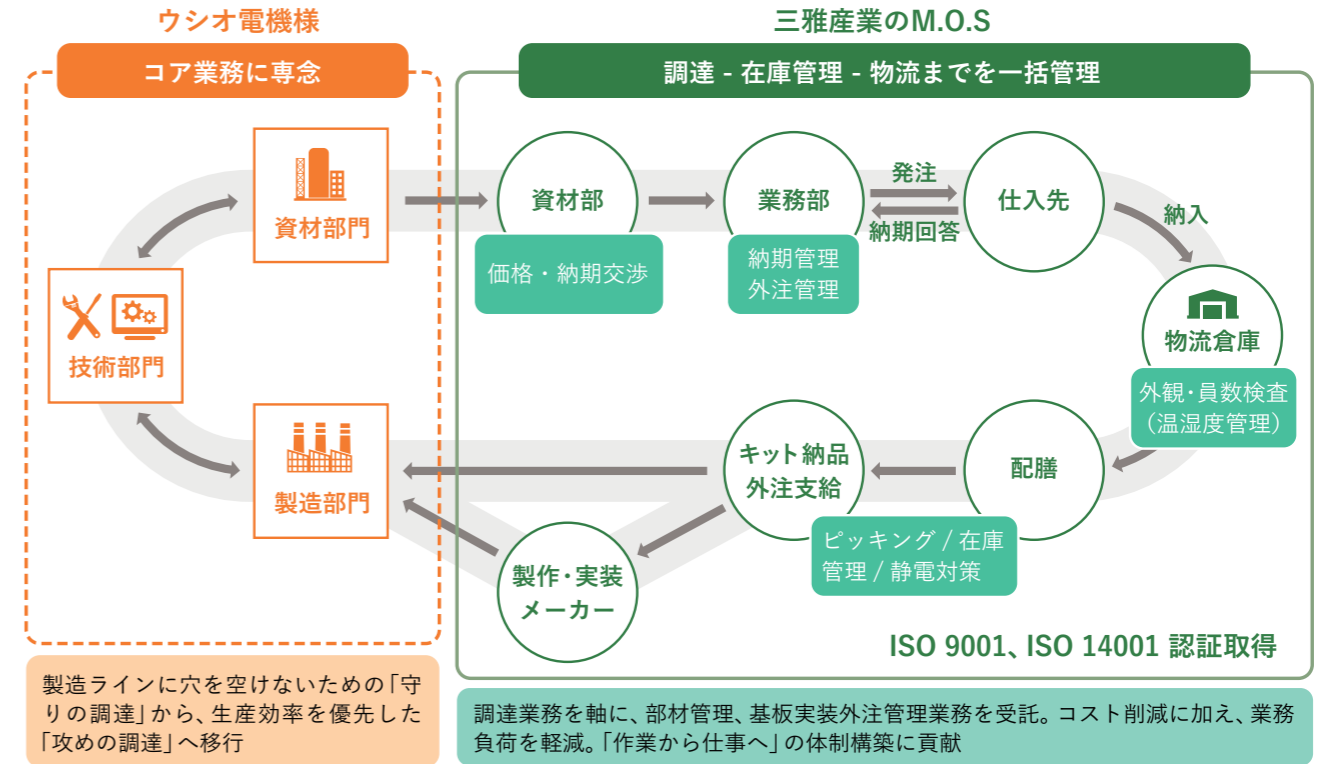 ウシオ電機様
コア業務に専念
資材部門
技術部門
製造部門
製造ラインに穴を空けないための「守
りの調達」から、生産効率を優先した
「攻めの調達」へ移行
三雅産業のM.O.S
調達 - 在庫管理 - 物流までを一括管理
資材部
価格・納期交渉
業務部
納期管理
外注管理
発注
納期回答
仕入先
納入
物流倉庫
外観・員数検査
（温湿度管理）
配膳
キット納品
外注支給
ピッキング / 在庫
管理 / 静電対策
製作・実装
メーカー
ISO 9001、ISO 14001 認証取得
調達業務を軸に、部材管理、基板実装外注管理業務を受託。コスト削減に加え、業務
負荷を軽減。「作業から仕事へ」の体制構築に貢献